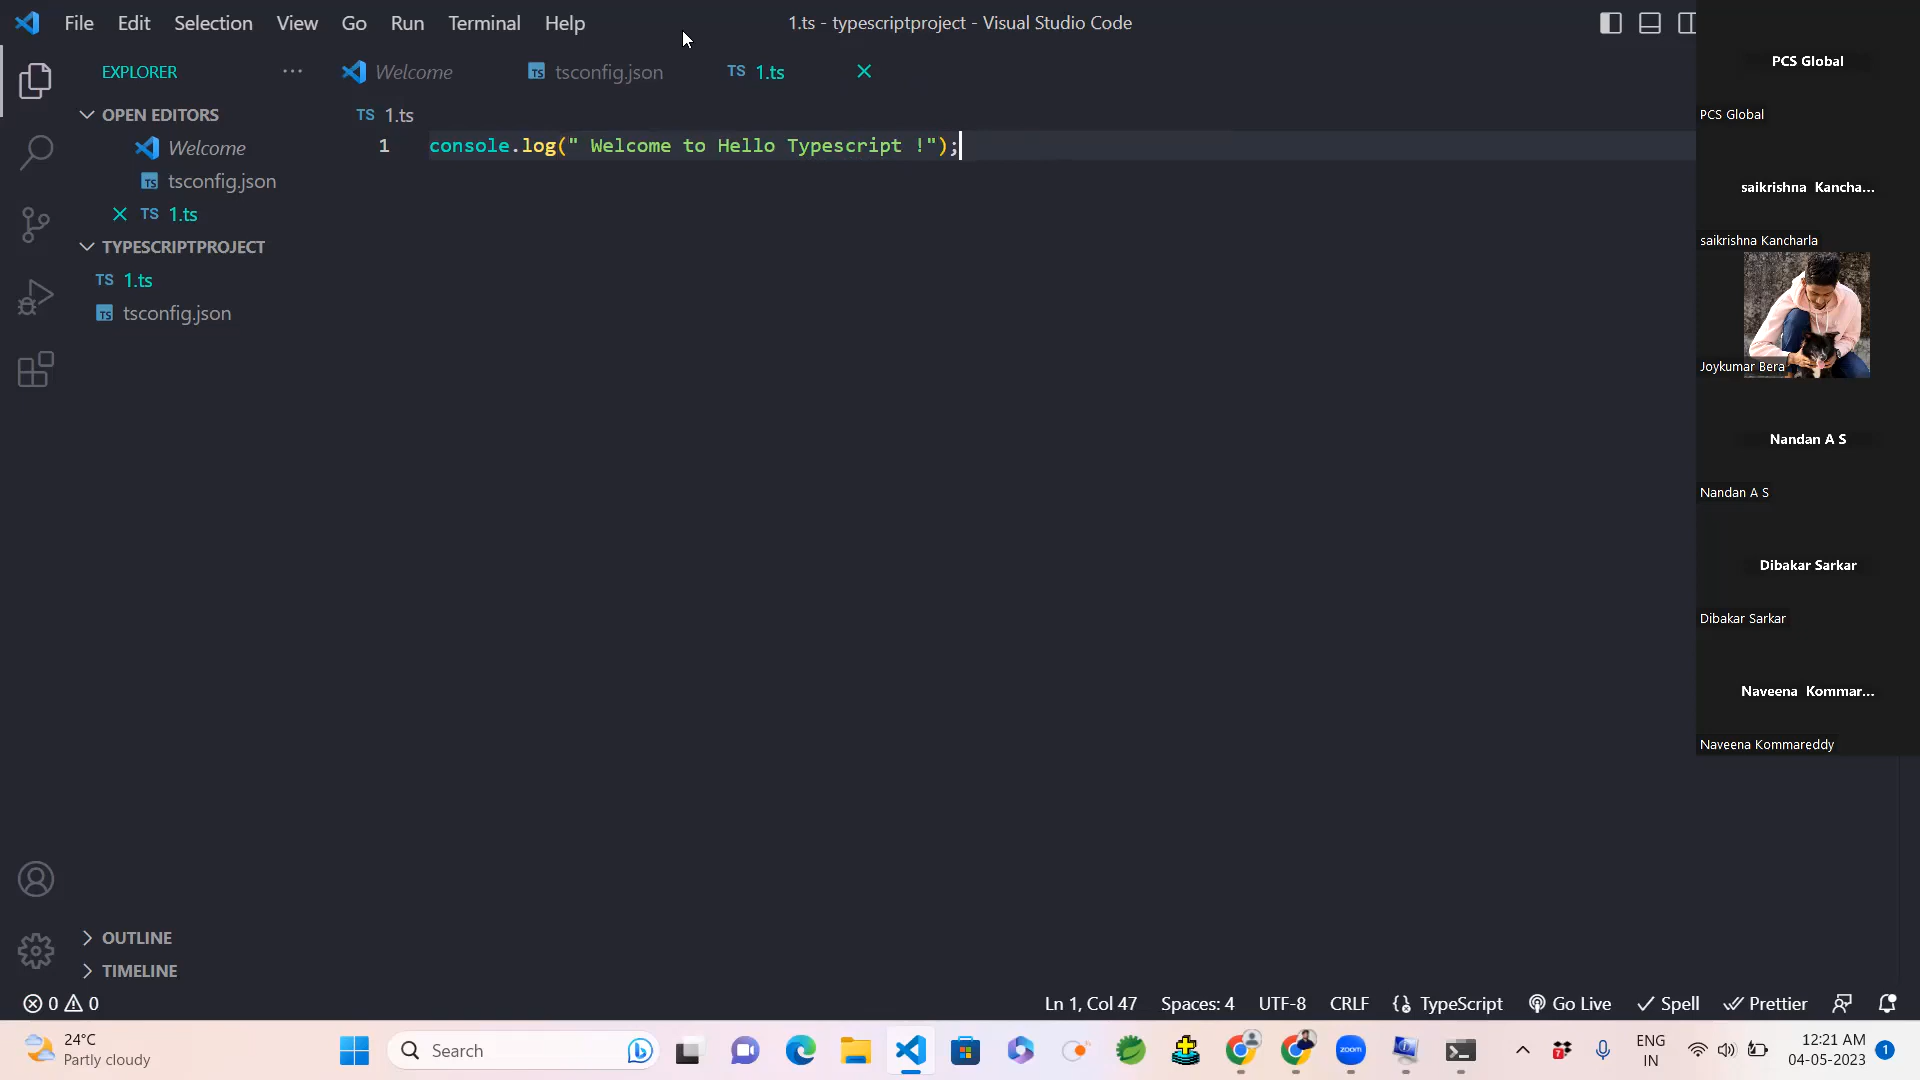 File Edit Selection View Go Run Terminal Help
1.ts - typescriptproject - Visual Studio Code
EXPLORER
Welcome
tsconfig.json
TS 1.ts
OPEN EDITORS
Welcome
tsconfig.json
TS 1.ts
TYPESCRIPTPROJECT
TS 1.ts
tsconfig.json
TS 1.ts
1 console.log(" Welcome to Hello Typescript !");
PCS Global
PCS Global
saikrishna Kancha...
saikrishna Kancharla
Joykumar Bera
Nandan A S
Nandan A S
Dibakar Sarkar
Dibakar Sarkar
Naveena Kommar...
Naveena Kommareddy
OUTLINE
TIMELINE
0 0
Ln 1, Col 47 Spaces: 4 UTF-8 CRLF TypeScript Go Live Spell Prettier
24°C
Partly cloudy
Search
zoom
7
ENG
IN
12:21 AM
04-05-2023
1